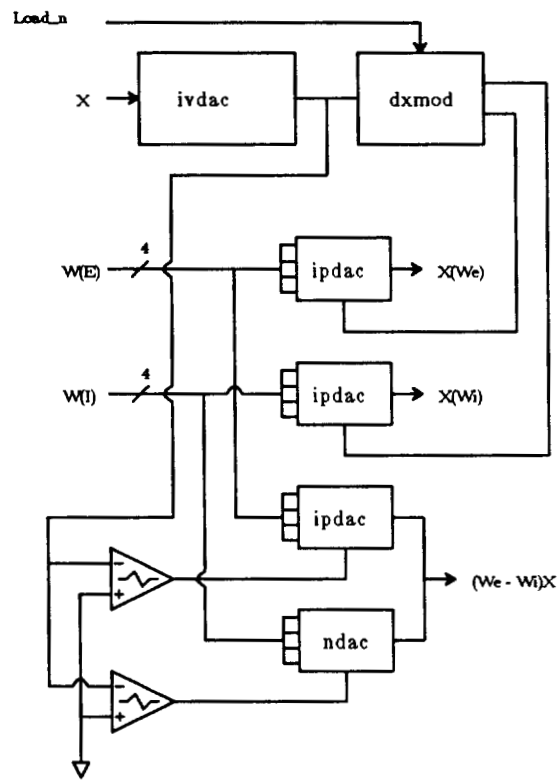 Load_n
X ivdac dxmod
4
W(E) ipdac X(We)
4
W(I) ipdac X(Wi)
ipdac
− +
(We - Wi)X
ndac
− +